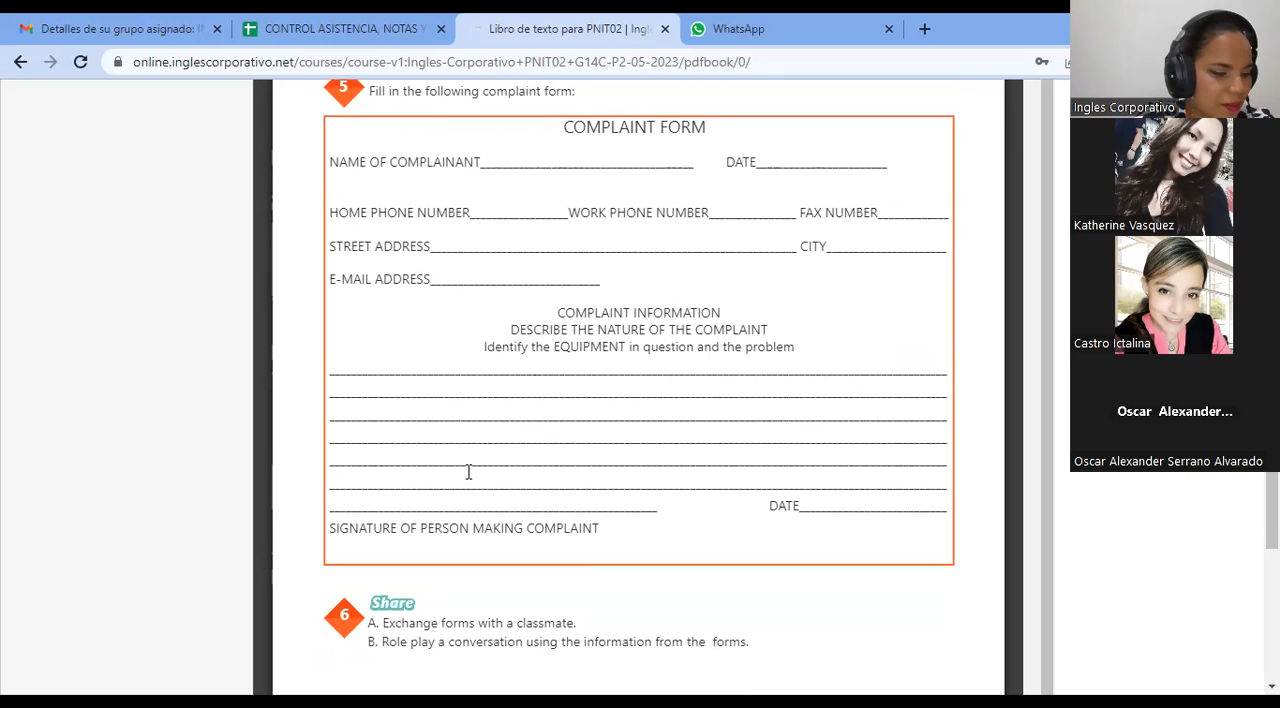 Detalles de su grupo asignado: II
CONTROL ASISTENCIA, NOTAS Y
Libro de texto para PNIT02 | Ingl
WhatsApp
online.inglescorporativo.net/courses/course-v1:Ingles-Corporativo+PNIT02+G14C-P2-05-2023/pdfbook/0/
Ingles Corporativo
Katherine Vasquez
Castro Ictalina
Oscar Alexander...
Oscar Alexander Serrano Alvarado
5 Fill in the following complaint form:
COMPLAINT FORM
NAME OF COMPLAINANT DATE
HOME PHONE NUMBER WORK PHONE NUMBER FAX NUMBER
STREET ADDRESS CITY
E-MAIL ADDRESS
COMPLAINT INFORMATION
DESCRIBE THE NATURE OF THE COMPLAINT
Identify the EQUIPMENT in question and the problem
DATE
SIGNATURE OF PERSON MAKING COMPLAINT
6 Share
A. Exchange forms with a classmate.
B. Role play a conversation using the information from the forms.